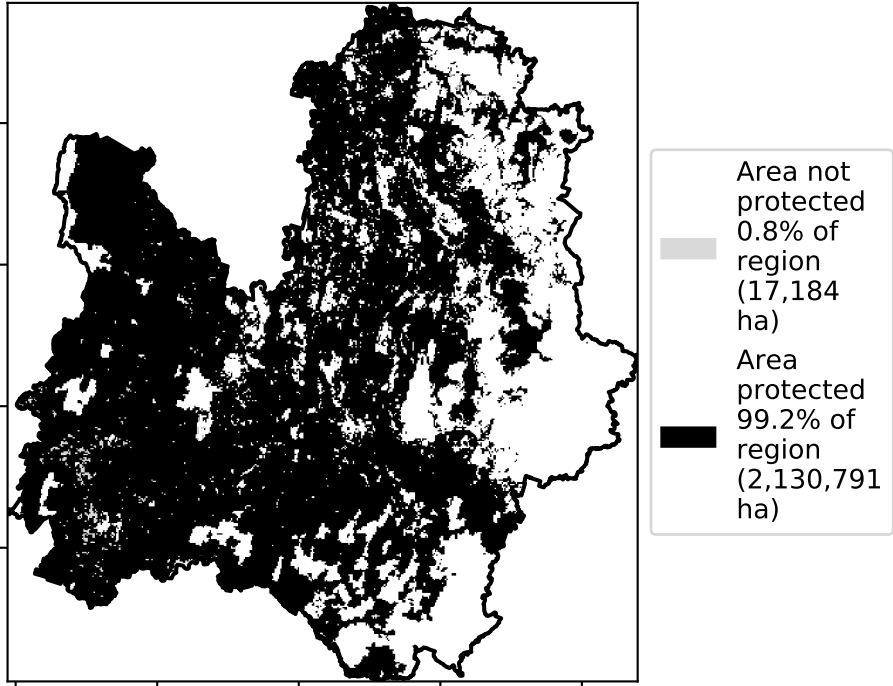 Area not
protected
0.8% of
region
(17,184
ha)
Area
protected
99.2% of
region
(2,130,791
ha)